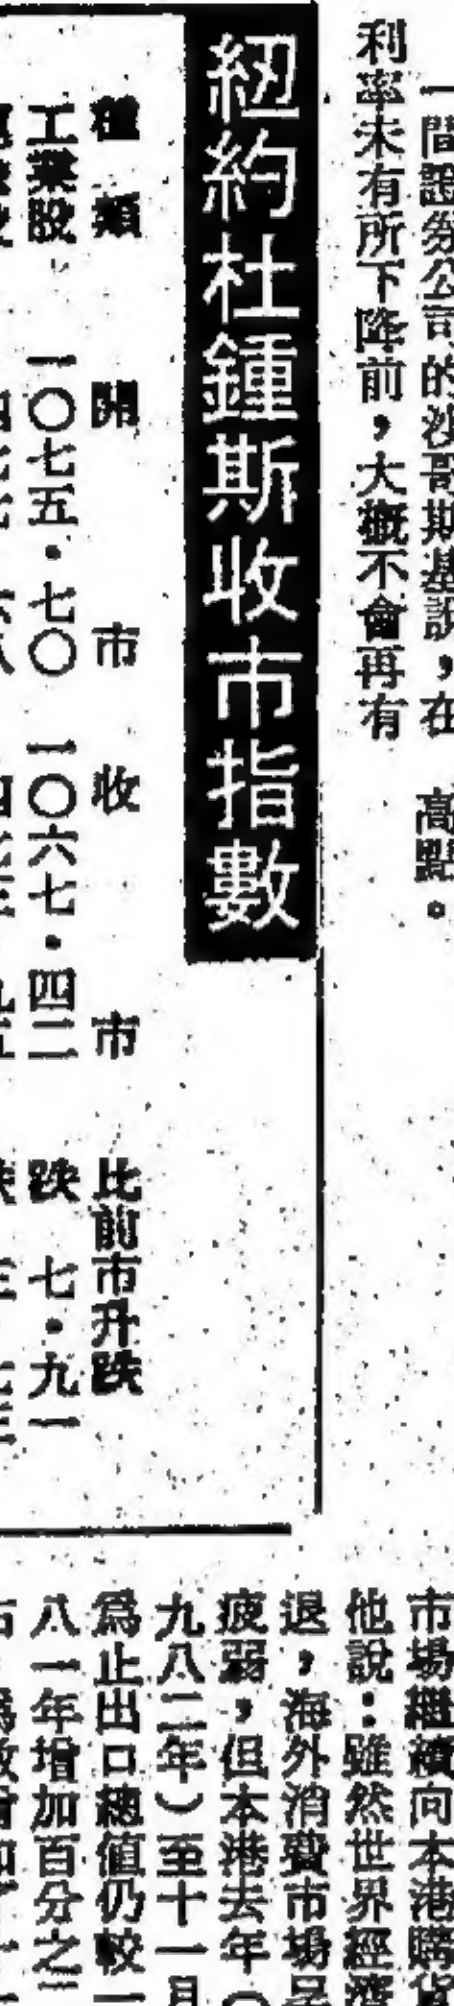 一間證券公司的沙哥斯基說，在
利率未有所下降前，大概不會再有
高點。
紐約杜鍾斯收市指數
種類 開市 收市 比前市升跌
工業股 一〇七五·七〇 一〇六七·四二 跌 七·九一
市場繼續向本港購貨
他說：雖然世界經濟
退，海外消費市場呈
疲弱，但本港去年（
九八二年）至十一月
為止出口總值仍較一
八一年增加百分之二